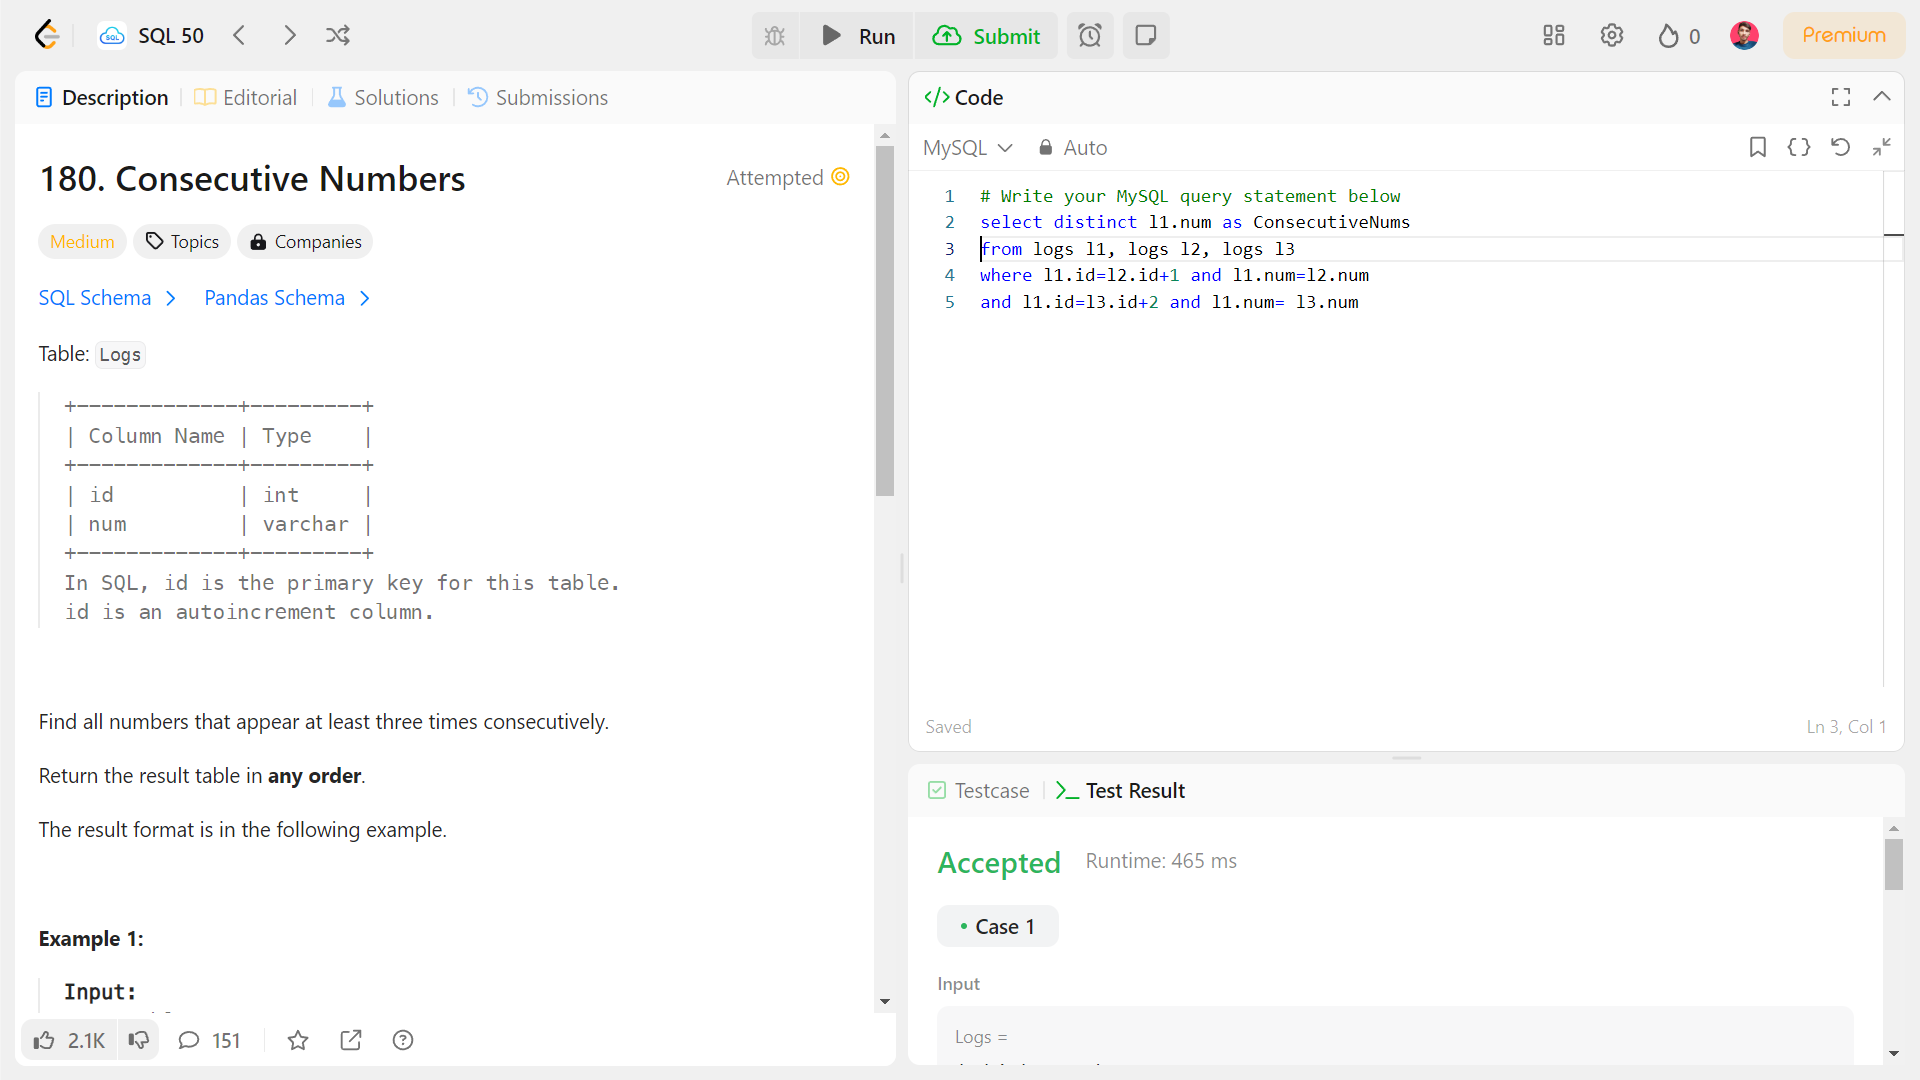 SQL 50
Run
Submit
0
Premium
Description
Editorial
Solutions
Submissions
180. Consecutive Numbers
Attempted
Medium
Topics
Companies
SQL Schema
Pandas Schema
Table: Logs
+-------------+---------+
| Column Name | Type    |
+-------------+---------+
| id          | int     |
| num         | varchar |
+-------------+---------+
In SQL, id is the primary key for this table.
id is an autoincrement column.
Find all numbers that appear at least three times consecutively.
Return the result table in any order.
The result format is in the following example.
Example 1:
Input:
2.1K
151
</> Code
MySQL
Auto
1 # Write your MySQL query statement below
2 select distinct l1.num as ConsecutiveNums
3 from logs l1, logs l2, logs l3
4 where l1.id=l2.id+1 and l1.num=l2.num
5 and l1.id=l3.id+2 and l1.num= l3.num
Saved
Ln 3, Col 1
Testcase
Test Result
Accepted
Runtime: 465 ms
• Case 1
Input
Logs =